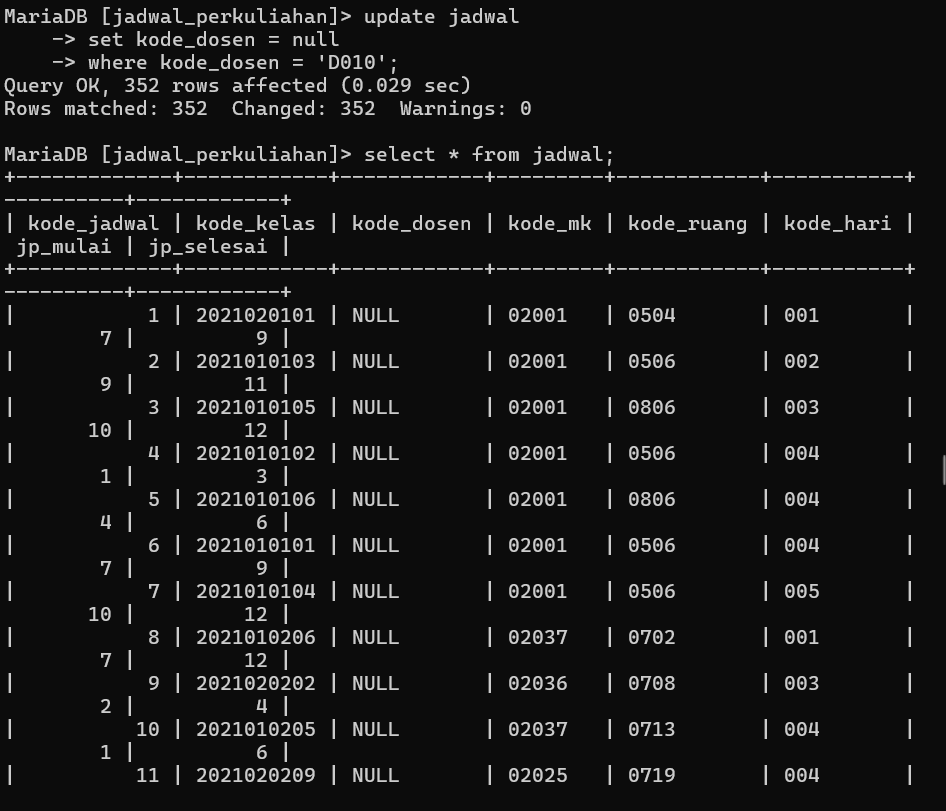 MariaDB [jadwal_perkuliahan]> update jadwal
    -> set kode_dosen = null
    -> where kode_dosen = 'D010';
Query OK, 352 rows affected (0.029 sec)
Rows matched: 352  Changed: 352  Warnings: 0

MariaDB [jadwal_perkuliahan]> select * from jadwal;
+-------------+------------+------------+---------+------------+-----------+
----------+------------+
| kode_jadwal | kode_kelas | kode_dosen | kode_mk | kode_ruang | kode_hari |
 jp_mulai | jp_selesai |
+-------------+------------+------------+---------+------------+-----------+
----------+------------+
|           1 | 2021020101 | NULL       | 02001   | 0504       | 001       |
        7 |          9 |
|           2 | 2021010103 | NULL       | 02001   | 0506       | 002       |
        9 |         11 |
|           3 | 2021010105 | NULL       | 02001   | 0806       | 003       |
       10 |         12 |
|           4 | 2021010102 | NULL       | 02001   | 0506       | 004       |
        1 |          3 |
|           5 | 2021010106 | NULL       | 02001   | 0806       | 004       |
        4 |          6 |
|           6 | 2021010101 | NULL       | 02001   | 0506       | 004       |
        7 |          9 |
|           7 | 2021010104 | NULL       | 02001   | 0506       | 005       |
       10 |         12 |
|           8 | 2021010206 | NULL       | 02037   | 0702       | 001       |
        7 |         12 |
|           9 | 2021020202 | NULL       | 02036   | 0708       | 003       |
        2 |          4 |
|          10 | 2021010205 | NULL       | 02037   | 0713       | 004       |
        1 |          6 |
|          11 | 2021020209 | NULL       | 02025   | 0719       | 004       |